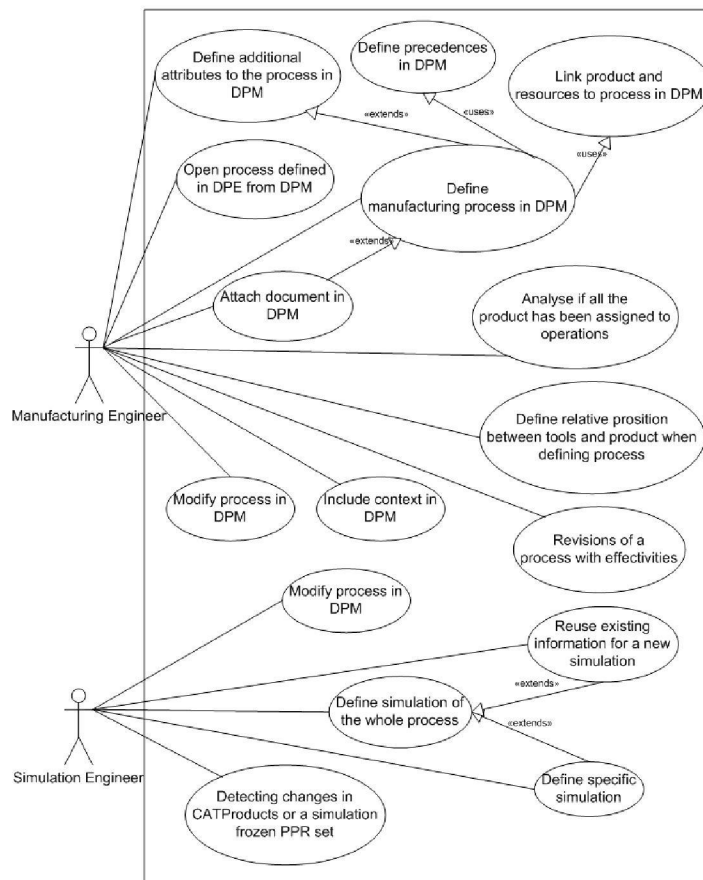 Define additional
attributes to the process in
DPM
Define precedences
in DPM
Link product and
resources to process in DPM
«extends»
«uses»
«uses»
Open process defined
in DPE from DPM
Define
manufacturing process in DPM
«extends»
Attach document in
DPM
Analyse if all the
product has been assigned to
operations
Manufacturing Engineer
Define relative prosition
between tools and product when
defining process
Modify process in
DPM
Include context in
DPM
Revisions of a
process with effectivities
Modify process in
DPM
Reuse existing
information for a new
simulation
«extends»
Define simulation of
the whole process
«extends»
Simulation Engineer
Define specific
simulation
Detecting changes in
CATProducts or a simulation
frozen PPR set